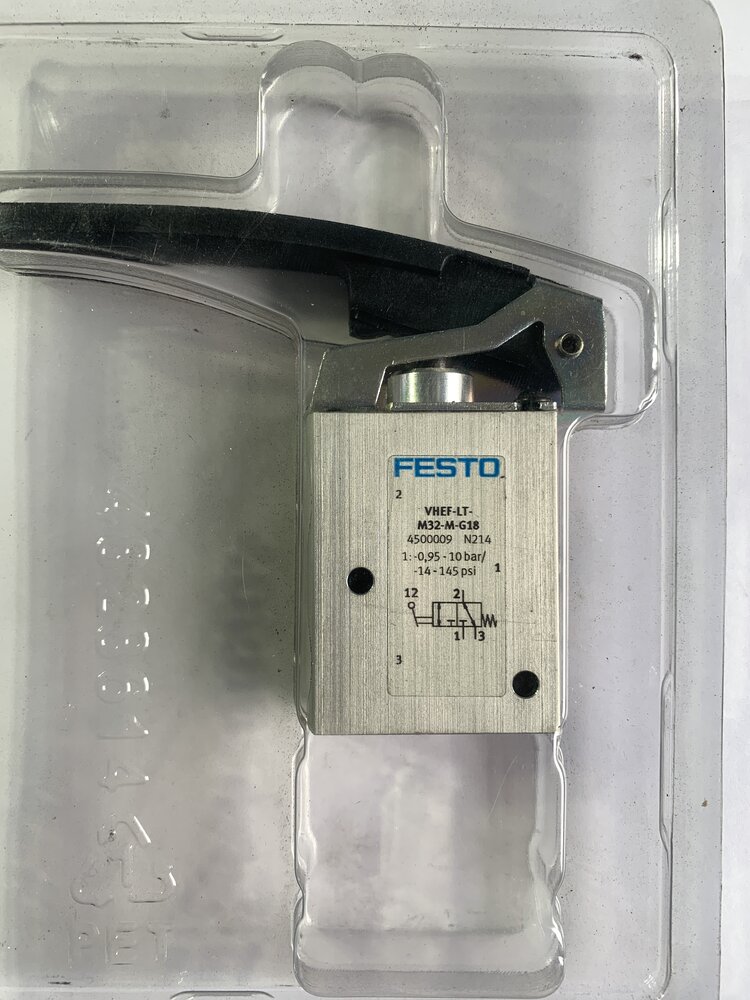 FESTO
2
VHEF-LT-
M32-M-G18
4500009 N214
1:-0,95-10 bar/
-14-145 psi
1
12 2
1 3
3
PET